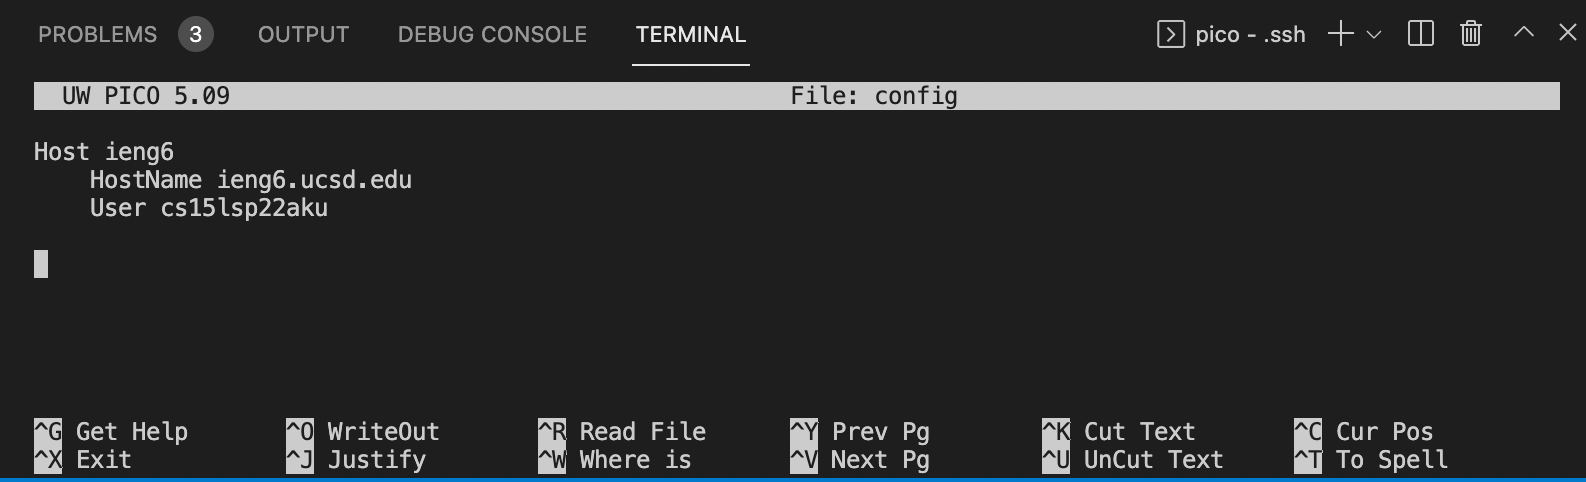 PROBLEMS 3 OUTPUT DEBUG CONSOLE TERMINAL pico - .ssh
UW PICO 5.09 File: config
Host ieng6
HostName ieng6.ucsd.edu
User cs15lsp22aku
^G Get Help ^O WriteOut ^R Read File ^Y Prev Pg ^K Cut Text ^C Cur Pos
^X Exit ^J Justify ^W Where is ^V Next Pg ^U UnCut Text ^T To Spell